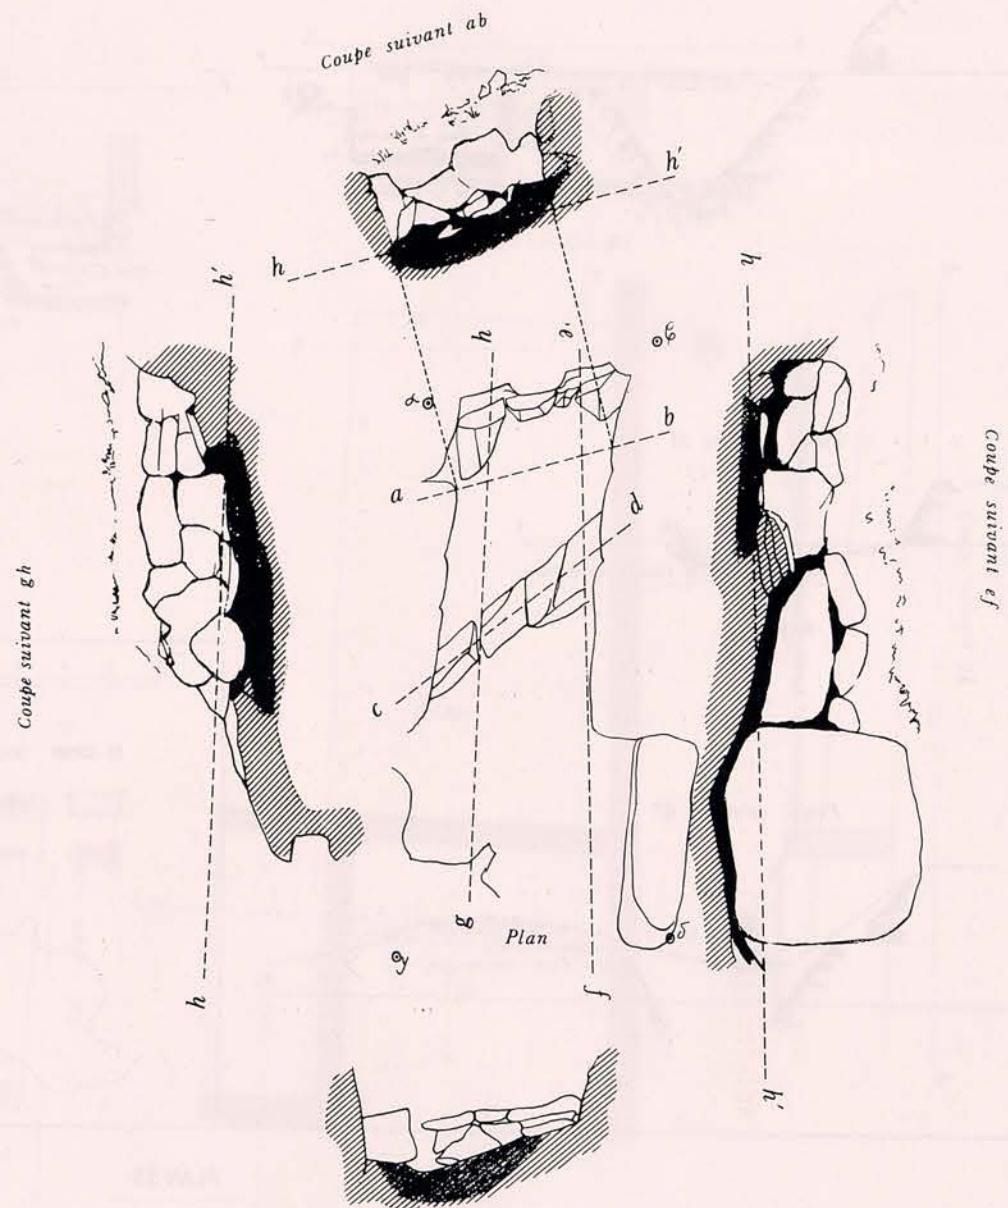 Coupe suivant ab
h'
h
h'
h
h
e
α
a
b
d
c
Coupe suivant gh
Coupe suivant ef
g
Plan
δ
γ
h
f
h'